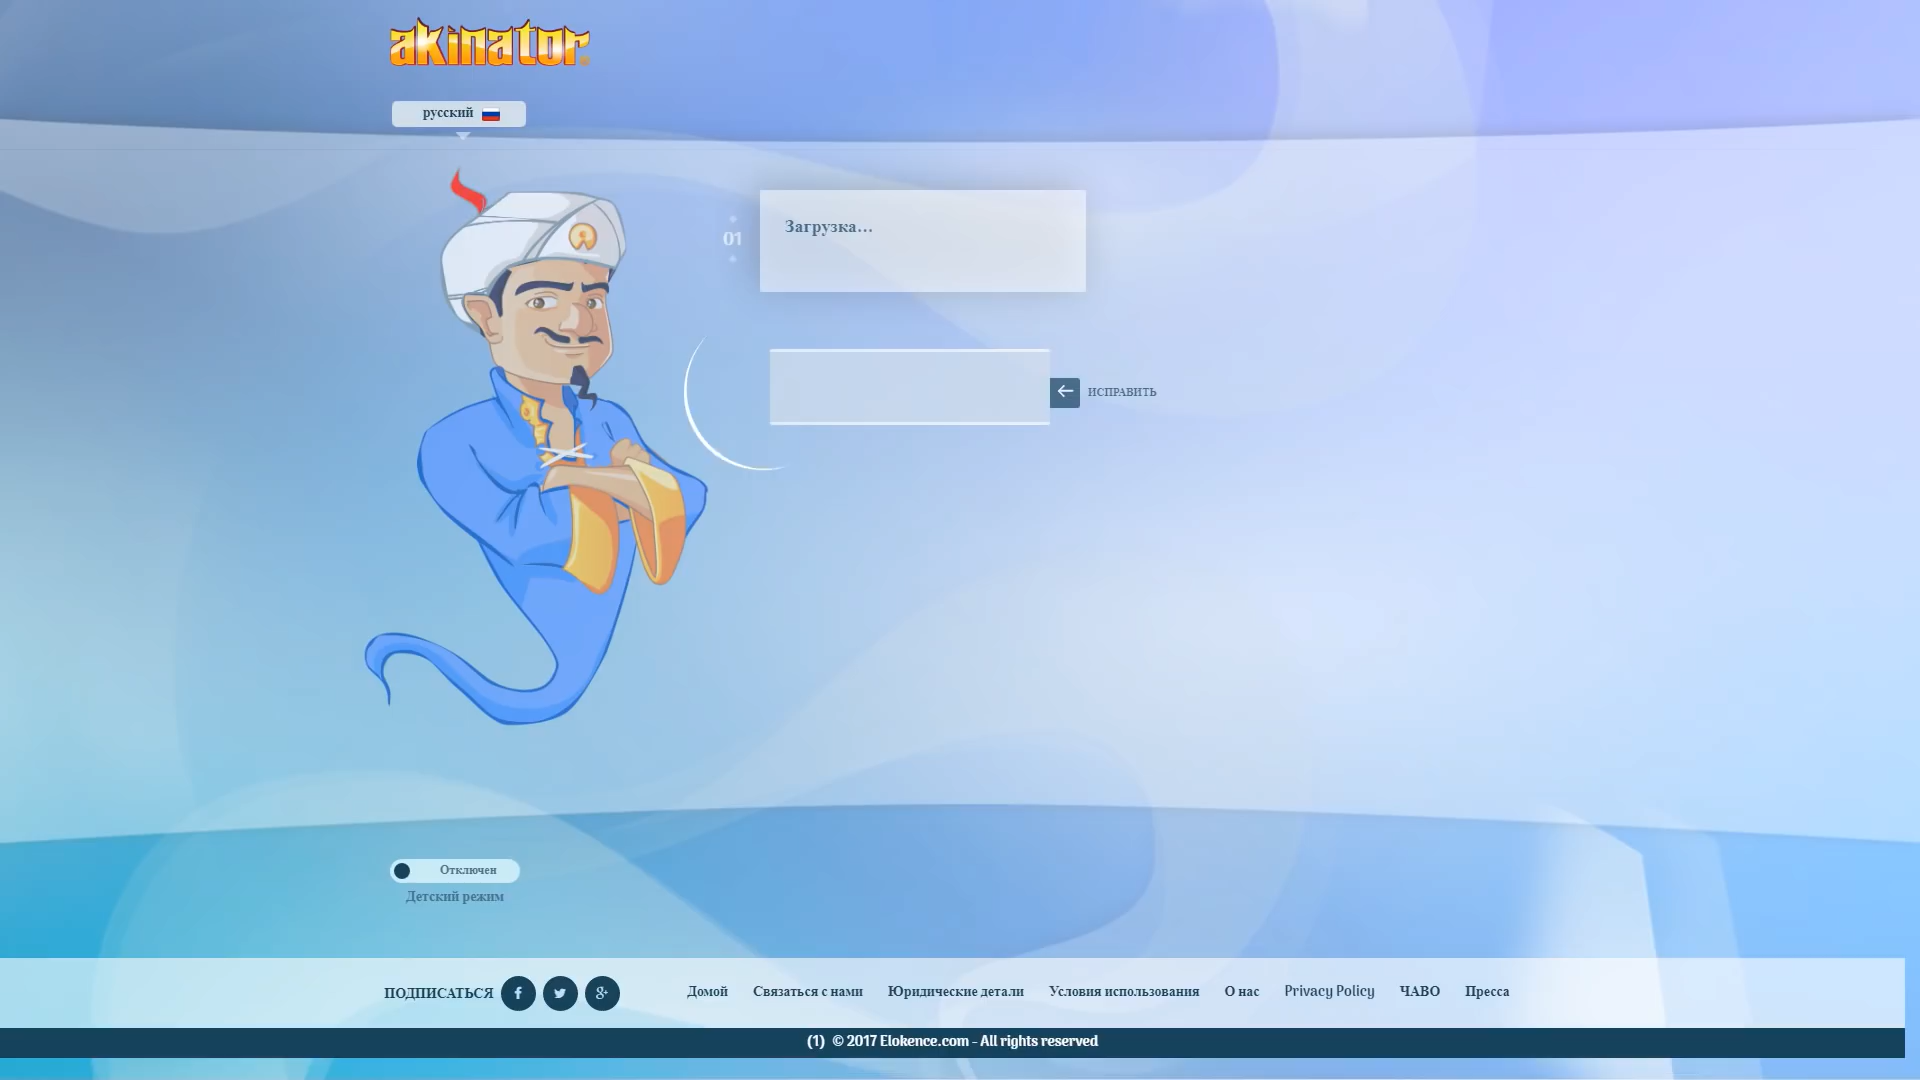 akinator
русский
01
Загрузка...
ИСПРАВИТЬ
Отключен
Детский режим
ПОДПИСАТЬСЯ
Домой Связаться с нами Юридические детали Условия использования О нас Privacy Policy ЧАВО Пресса
(1) © 2017 Elokence.com - All rights reserved